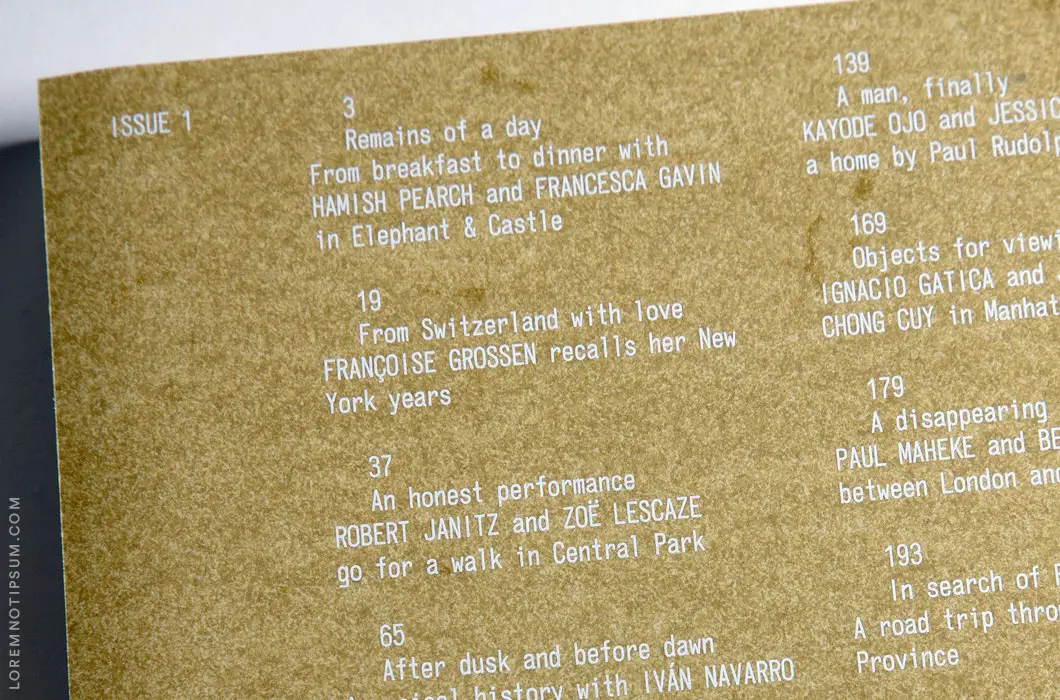 ISSUE 1
3
Remains of a day
From breakfast to dinner with
HAMISH PEARCH and FRANCESCA GAVIN
in Elephant & Castle
19
From Switzerland with love
FRANÇOISE GROSSEN recalls her New
York years
37
An honest performance
ROBERT JANITZ and ZOË LESCAZE
go for a walk in Central Park
65
After dusk and before dawn
history with IVÁN NAVARRO
139
A man, finally
KAYODE OJO and
a home by Paul
169
Objects for
IGNACIO GATICA and
CHONG CUY in
179
A disappearing
PAUL MAHEKE and
between London
193
In search of
A road trip
Province
LOREMNOTIPSUM.COM